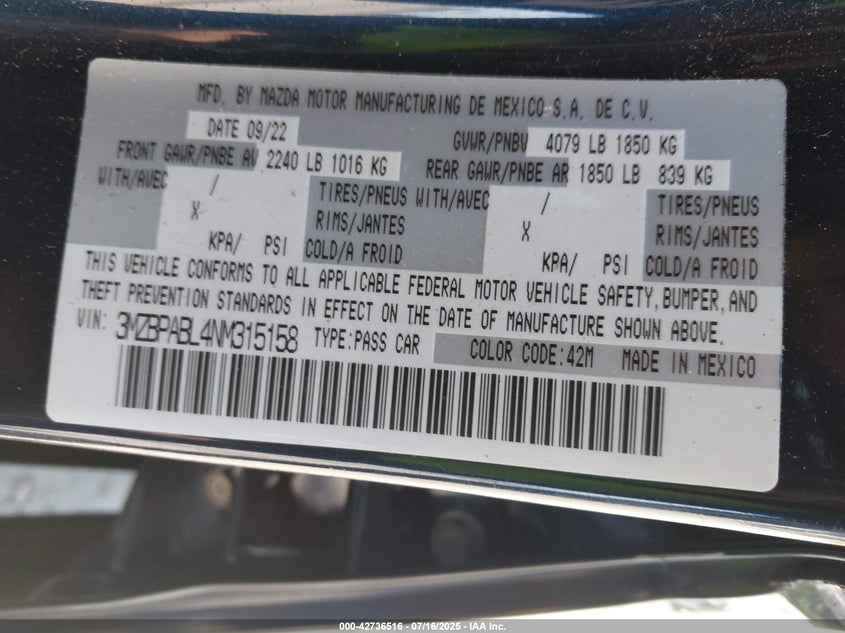 MFD. BY MAZDA MOTOR MANUFACTURING DE MEXICO S.A. DE C.V.
DATE 09/22 GVWR/PNBV 4079 LB 1850 KG
FRONT GAWR/PNBE AV 2240 LB 1016 KG REAR GAWR/PNBE AR 1850 LB 839 KG
WITH/AVEC / TIRES/PNEUS WITH/AVEC / TIRES/PNEUS
X RIMS/JANTES X RIMS/JANTES
KPA/ PSI COLD/A FROID KPA/ PSI COLD/A FROID
THIS VEHICLE CONFORMS TO ALL APPLICABLE FEDERAL MOTOR VEHICLE SAFETY, BUMPER, AND
THEFT PREVENTION STANDARDS IN EFFECT ON THE DATE OF MANUFACTURE SHOWN ABOVE.
VIN: 3MZBPABL4NM315158 TYPE:PASS CAR COLOR CODE:42M MADE IN MEXICO
000-42736516 - 07/16/2025 - IAA Inc.